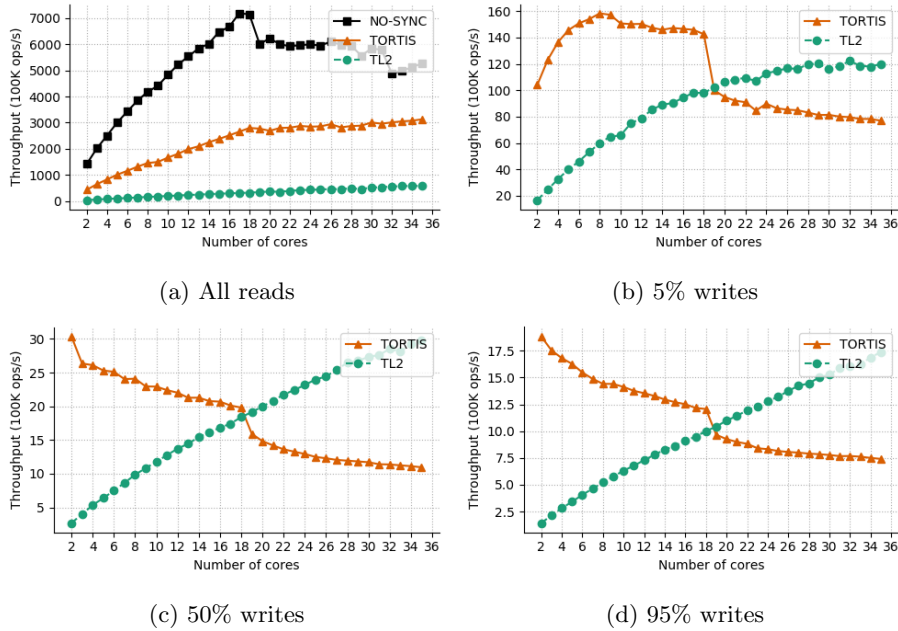 7000
6000
5000
4000
3000
2000
1000
0
Throughput (100K ops/s)
NO-SYNC
TORTIS
TL2
2 4 6 8 10 12 14 16 18 20 22 24 26 28 30 32 34 36
Number of cores
(a) All reads
160
140
120
100
80
60
40
20
Throughput (100K ops/s)
TORTIS
TL2
2 4 6 8 10 12 14 16 18 20 22 24 26 28 30 32 34 36
Number of cores
(b) 5% writes
30
25
20
15
10
5
Throughput (100K ops/s)
TORTIS
TL2
2 4 6 8 10 12 14 16 18 20 22 24 26 28 30 32 34 36
Number of cores
(c) 50% writes
17.5
15.0
12.5
10.0
7.5
5.0
2.5
Throughput (100K ops/s)
TORTIS
TL2
2 4 6 8 10 12 14 16 18 20 22 24 26 28 30 32 34 36
Number of cores
(d) 95% writes